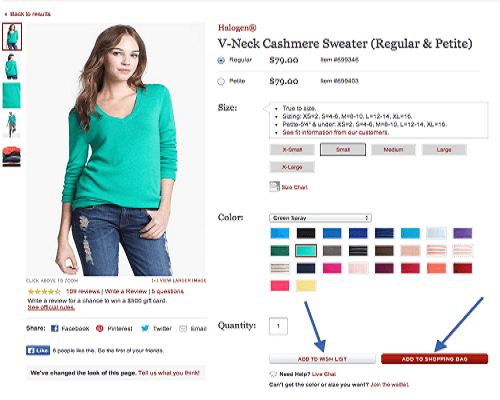 Back to results
Halogen®
V-Neck Cashmere Sweater (Regular & Petite)
Regular $79.00 Item #699346
Petite $79.00 Item #699403
Size:
• True to size.
• Sizing: XS=2, S=4-6, M=8-10, L=12-14, XL=16.
• Petite-5'4" & under: XS=2, S=4-6, M=8-10, L=12-14, XL=16.
• See fit information from our customers.
X-Small Small Medium Large
X-Large
Size Chart
Color: Green Spray
CLICK ABOVE TO ZOOM [+] VIEW LARGER IMAGE
109 reviews | Write a Review | 5 questions
Write a review for a chance to win a $500 gift card.
See official rules.
Share: Facebook Pinterest Twitter Email
Like 6 people like this. Be the first of your friends.
We've changed the look of this page. Tell us what you think!
Quantity: 1
ADD TO WISH LIST ADD TO SHOPPING BAG
Need Help? Live Chat
Can't get the color or size you want? Join the waitlist.